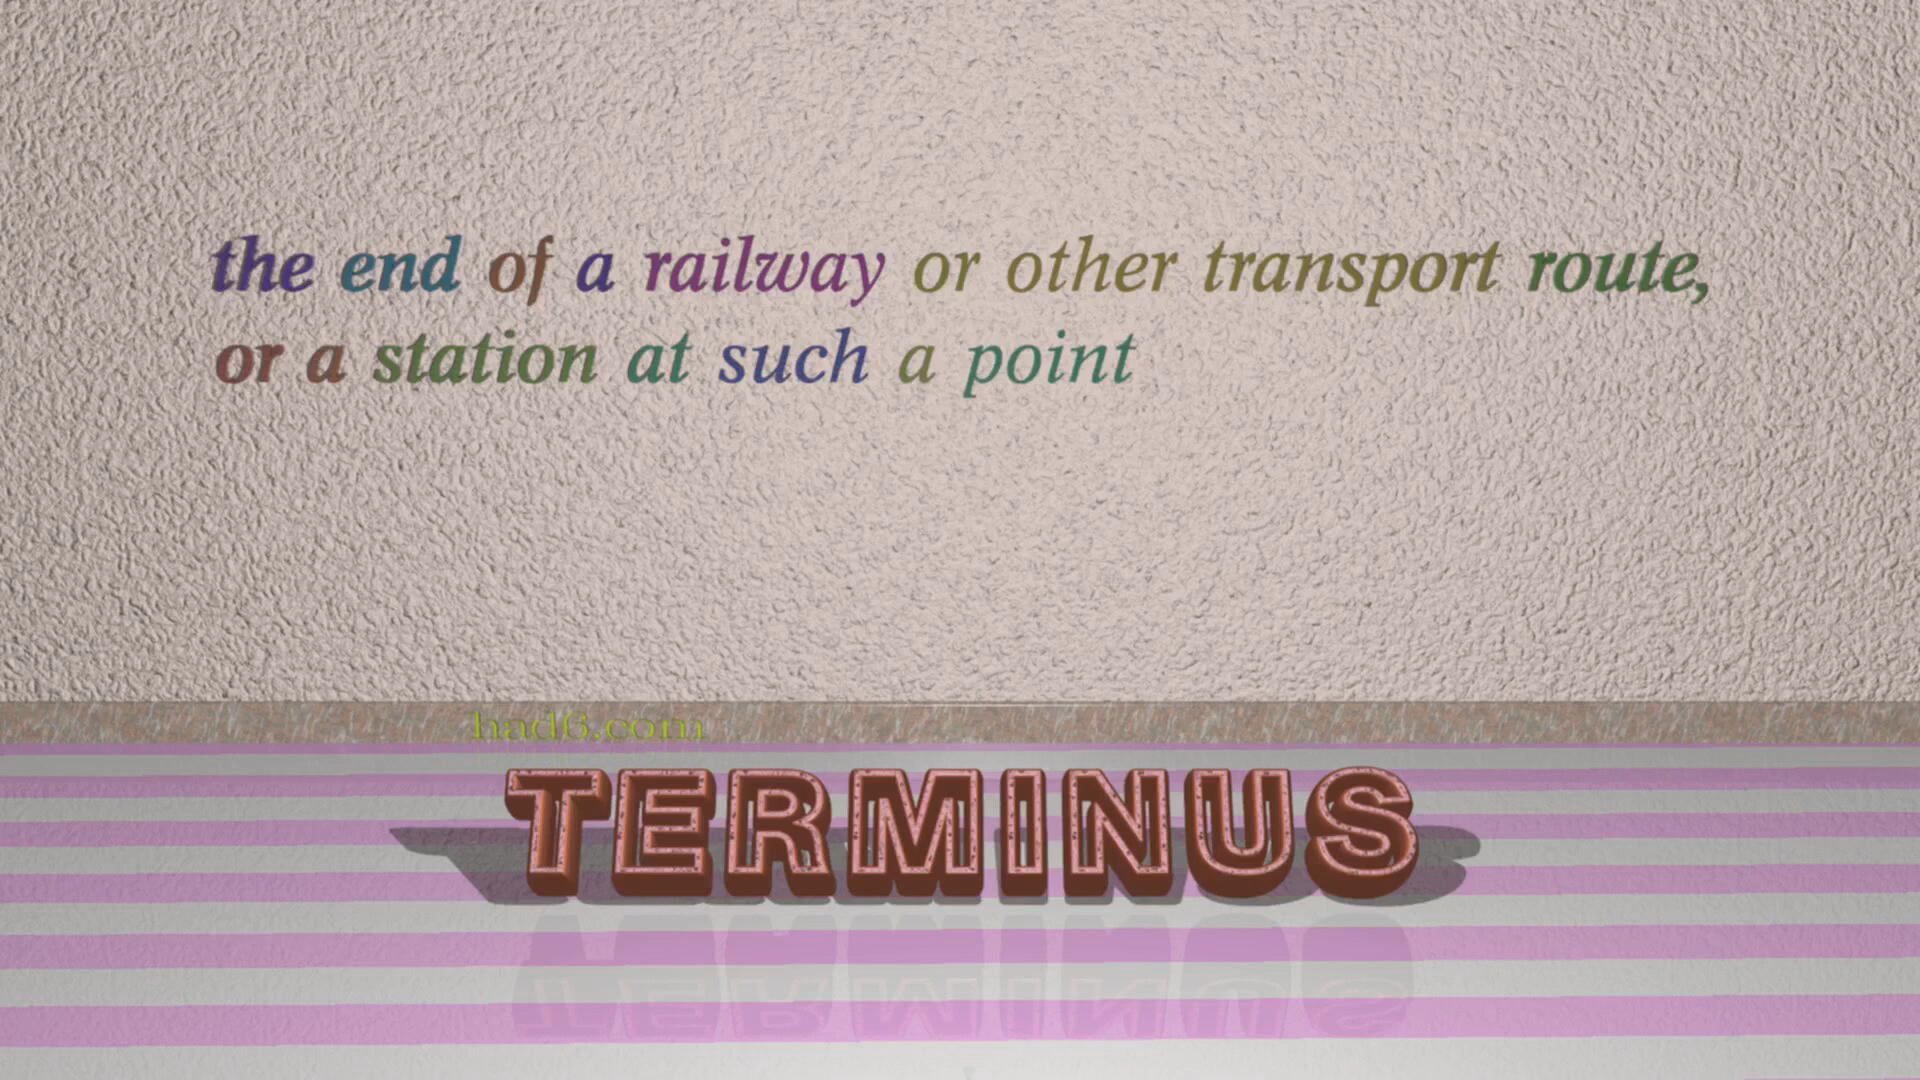 the end of a railway or other transport route,
or a station at such a point
had6.com
TERMINUS